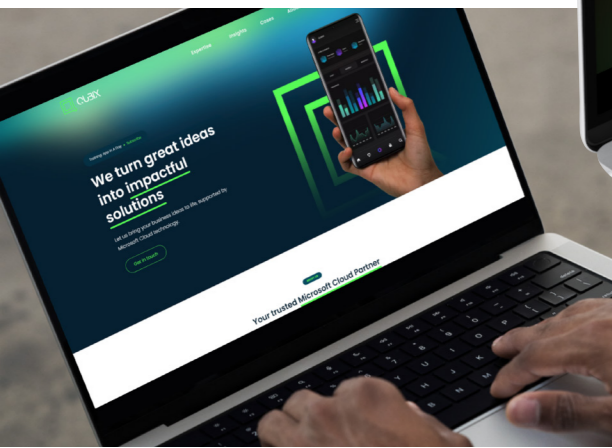 Expertise Insights Cases
QUBIX
We turn great ideas
into impactful
solutions
Let us bring your business ideas to life, supported by
Microsoft Cloud technology.
Get in touch
Your trusted Microsoft Cloud Partner